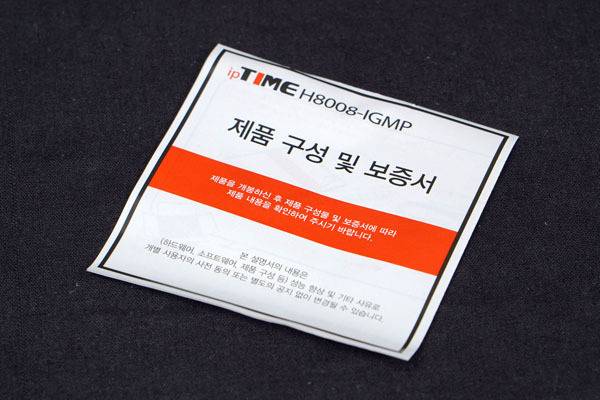 ipTIME H8008-IGMP
제품 구성 및 보증서
제품을 개봉하신 후 제품 구성물 및 보증서에 따라
제품 내용을 확인하여 주시기 바랍니다.
본 설명서의 내용은
(하드웨어, 소프트웨어, 제품 구성 등) 성능 향상 및 기타 사유로
개별 사용자의 사전 동의 또는 별도의 공지 없이 변경될 수 있습니다.